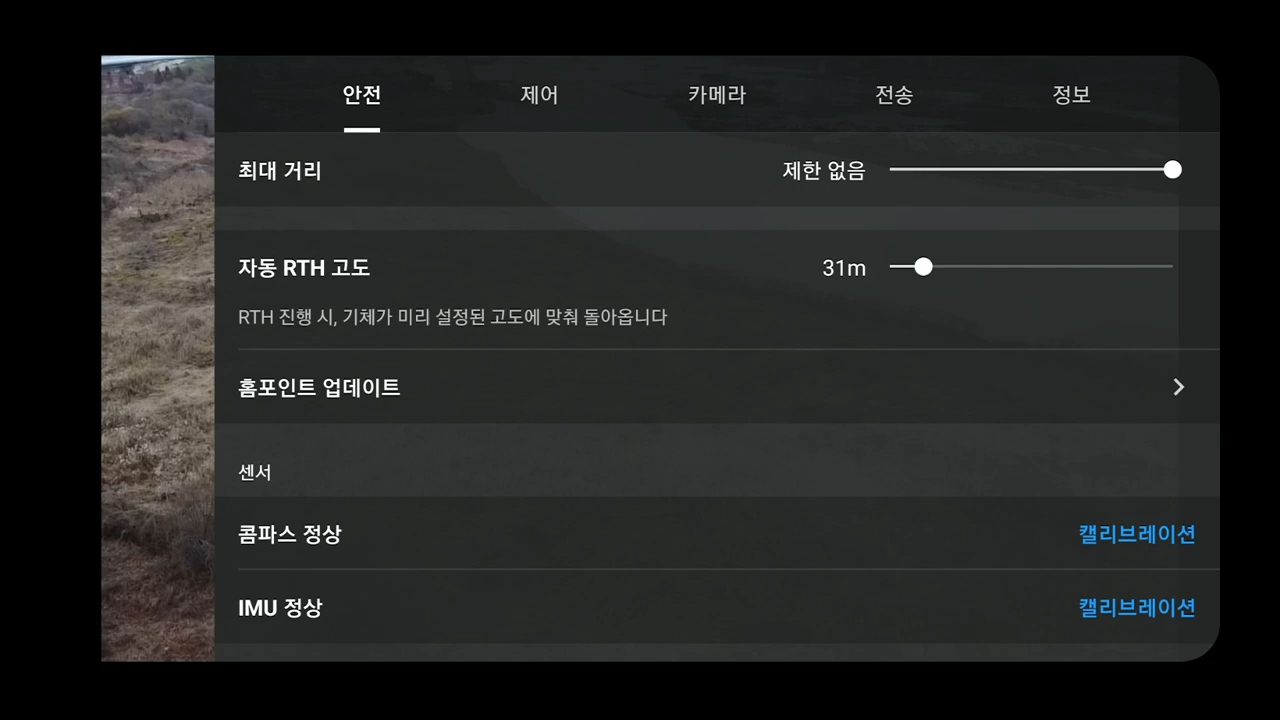 안전 제어 카메라 전송 정보
최대 거리 제한 없음
자동 RTH 고도 31m
RTH 진행 시, 기체가 미리 설정된 고도에 맞춰 돌아옵니다
홈포인트 업데이트
센서
콤파스 정상 캘리브레이션
IMU 정상 캘리브레이션